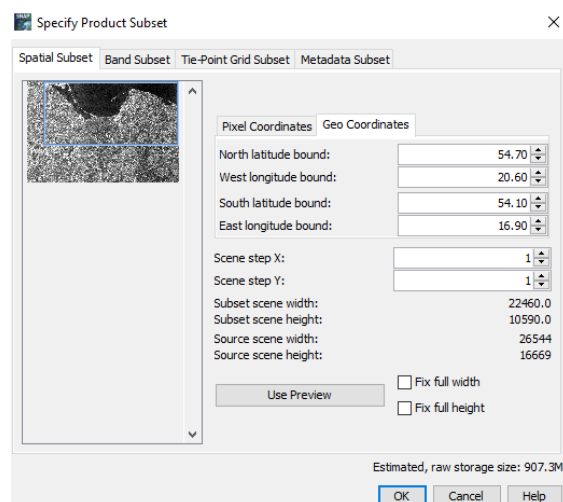 SNAP
Specify Product Subset
Spatial Subset Band Subset Tie-Point Grid Subset Metadata Subset
Pixel Coordinates Geo Coordinates
North latitude bound: 54.70
West longitude bound: 20.60
South latitude bound: 54.10
East longitude bound: 16.90
Scene step X: 1
Scene step Y: 1
Subset scene width: 22460.0
Subset scene height: 10590.0
Source scene width: 26544
Source scene height: 16669
Use Preview
Fix full width
Fix full height
Estimated, raw storage size: 907.3M
OK Cancel Help